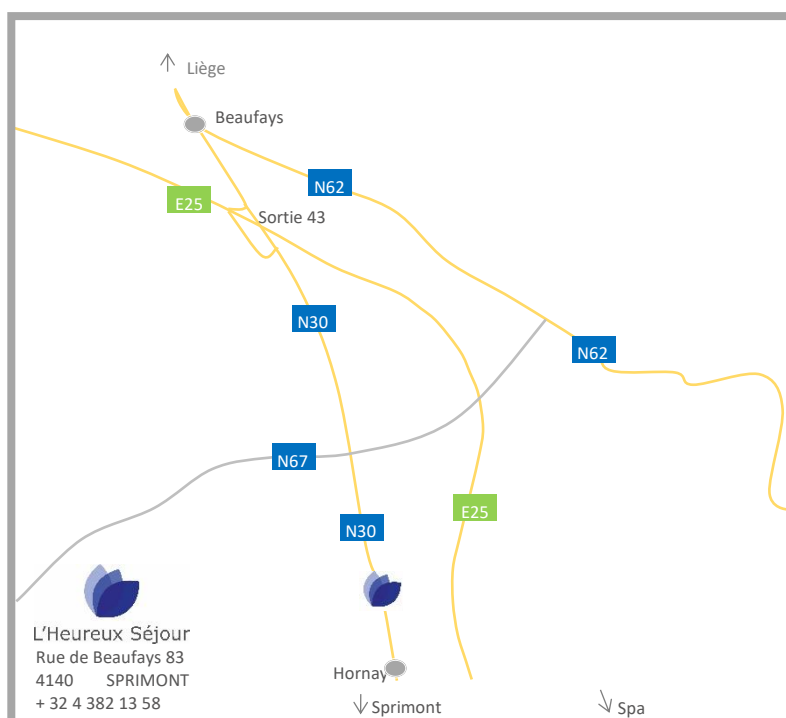 Liège
Beaufays
N62
E25
Sortie 43
N30
N62
N67
E25
N30
L'Heureux Séjour
Rue de Beaufays 83
4140 SPRIMONT
+ 32 4 382 13 58
Hornay
Sprimont
Spa